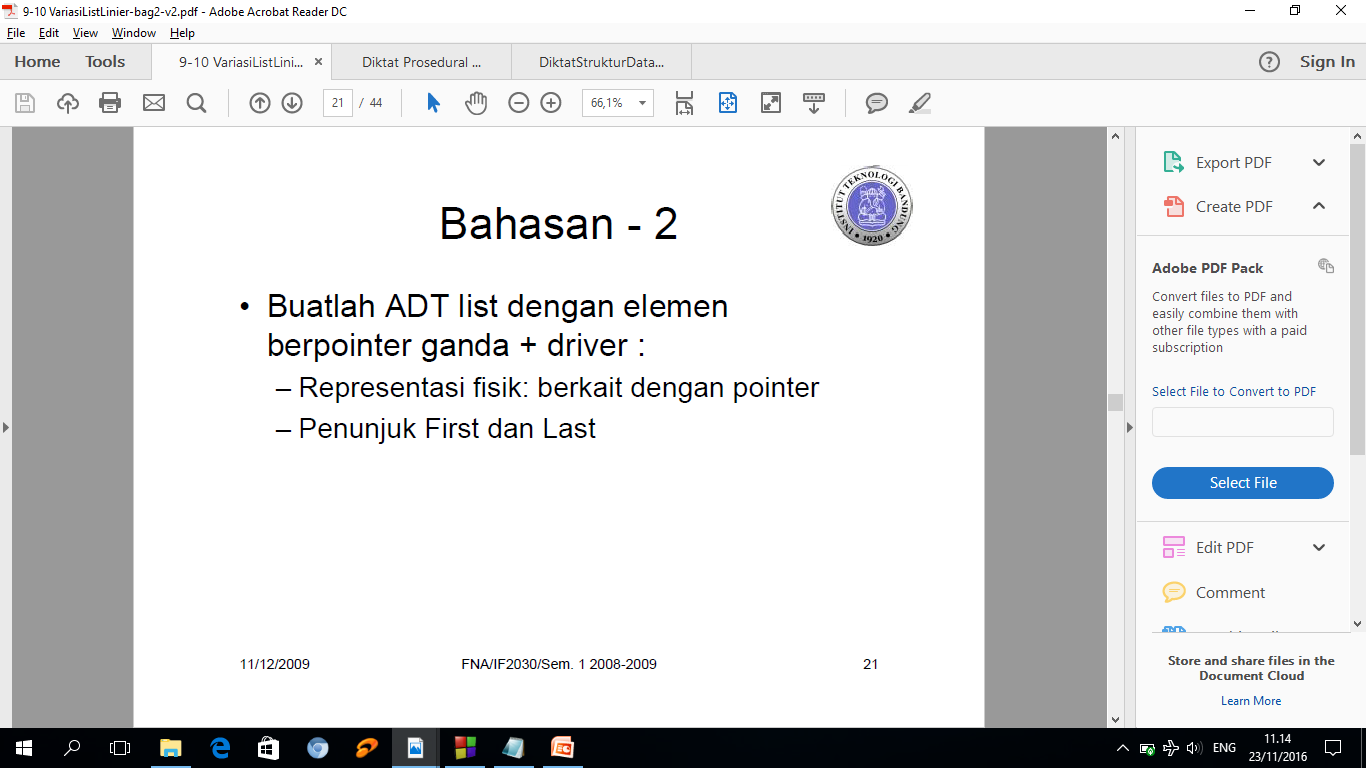 9-10 VariasiListLinier-bag2-v2.pdf - Adobe Acrobat Reader DC
File Edit View Window Help
Home Tools 9-10 VariasiListLini... × Diktat Prosedural ... DiktatStrukturData... Sign In
21 / 44 66,1%
INSTITUT TEKNOLOGI BANDUNG
• 1920 •
Bahasan - 2
• Buatlah ADT list dengan elemen
berpointer ganda + driver :
– Representasi fisik: berkait dengan pointer
– Penunjuk First dan Last
11/12/2009 FNA/IF2030/Sem. 1 2008-2009 21
Export PDF
Create PDF
Adobe PDF Pack
Convert files to PDF and
easily combine them with
other file types with a paid
subscription
Select File to Convert to PDF
Select File
Edit PDF
Comment
Store and share files in the
Document Cloud
Learn More
ENG
11.14
23/11/2016